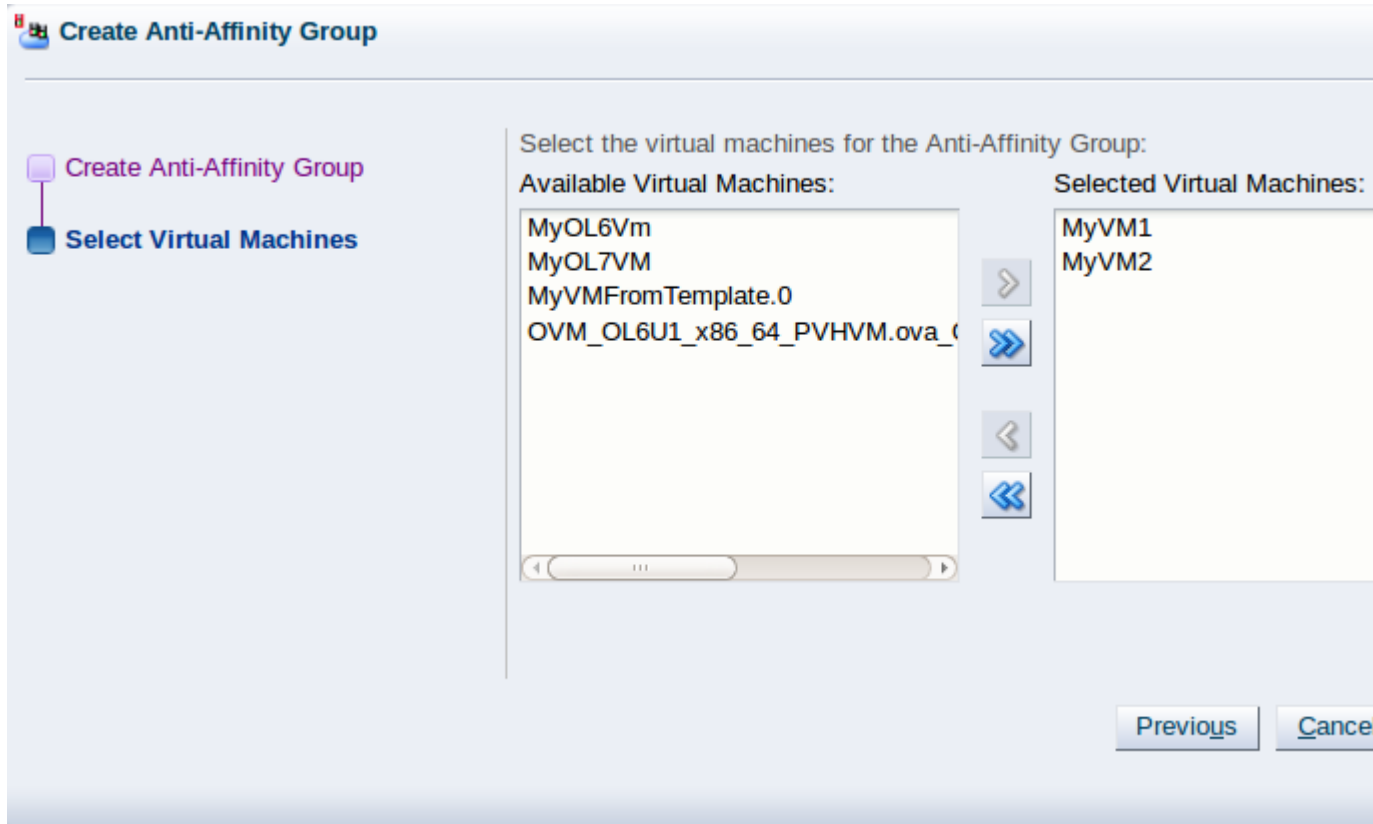 Create Anti-Affinity Group
Create Anti-Affinity Group
Select Virtual Machines
Select the virtual machines for the Anti-Affinity Group:
Available Virtual Machines:
MyOL6Vm
MyOL7VM
MyVMFromTemplate.0
OVM_OL6U1_x86_64_PVHVM.ova_
Selected Virtual Machines:
MyVM1
MyVM2
Previous
Cance